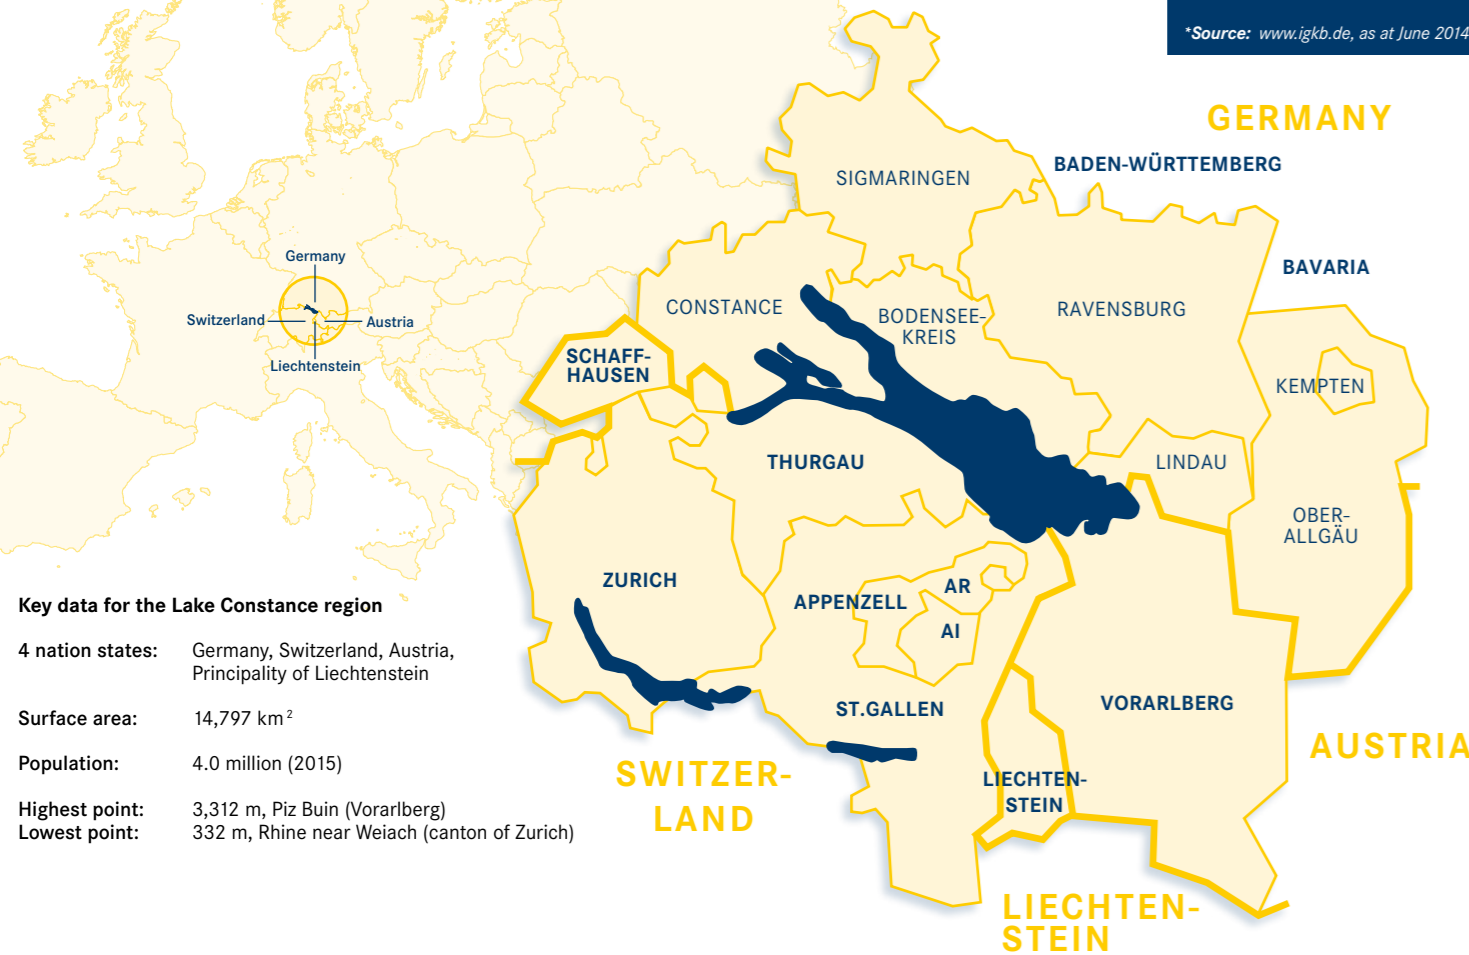 *Source: www.igkb.de, as at June 2014
GERMANY
BADEN-WÜRTTEMBERG
SIGMARINGEN
BAVARIA
Germany
Switzerland
Austria
Liechtenstein
CONSTANCE
BODENSEE-
KREIS
RAVENSBURG
SCHAFF-
HAUSEN
KEMPTEN
THURGAU
LINDAU
OBER-
ALLGÄU
ZURICH
APPENZELL
AR
AI
ST.GALLEN
VORARLBERG
AUSTRIA
SWITZER-
LAND
LIECHTEN-
STEIN
LIECHTEN-
STEIN
Key data for the Lake Constance region
4 nation states: Germany, Switzerland, Austria,
Principality of Liechtenstein
Surface area: 14,797 km²
Population: 4.0 million (2015)
Highest point: 3,312 m, Piz Buin (Vorarlberg)
Lowest point: 332 m, Rhine near Weiach (canton of Zurich)